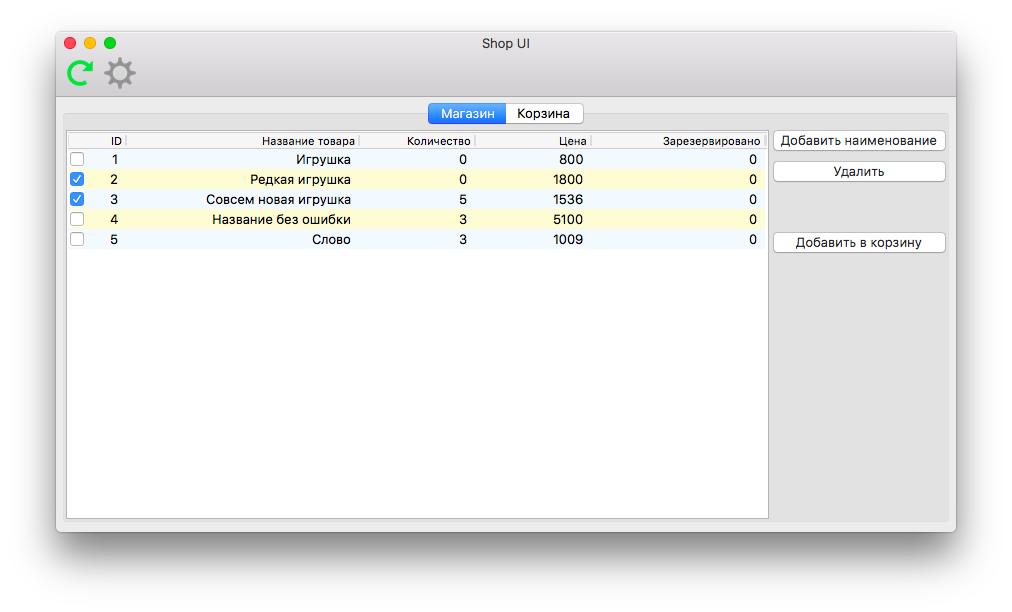 Shop UI
Магазин Корзина
ID Название товара Количество Цена Зарезервировано
1 Игрушка 0 800 0
2 Редкая игрушка 0 1800 0
3 Совсем новая игрушка 5 1536 0
4 Название без ошибки 3 5100 0
5 Слово 3 1009 0
Добавить наименование
Удалить
Добавить в корзину